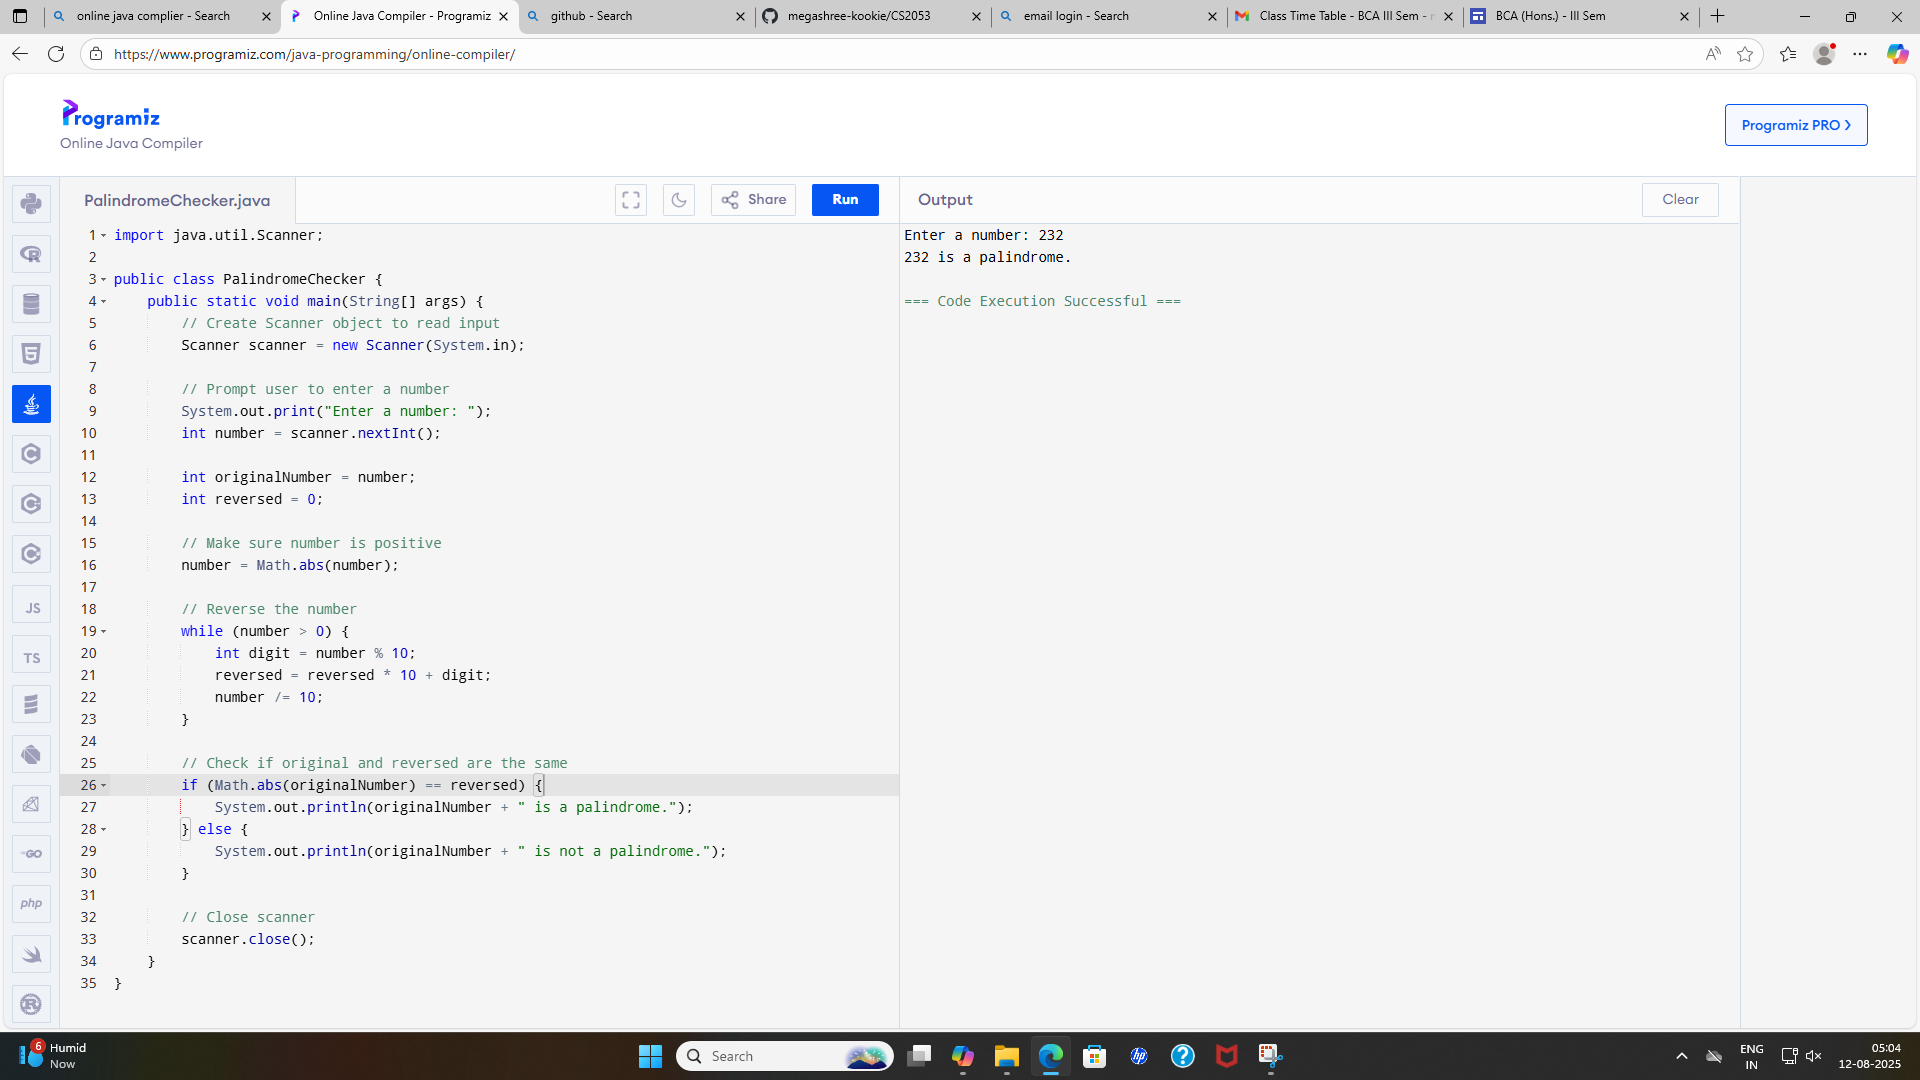 online java complier - Search
Online Java Compiler - Programiz
github - Search
megashree-kookie/CS2053
email login - Search
Class Time Table - BCA III Sem -
BCA (Hons.) - III Sem
https://www.programiz.com/java-programming/online-compiler/
Programiz
Online Java Compiler
Programiz PRO ›
PalindromeChecker.java
Share
Run
Output
Clear
1 import java.util.Scanner;
2
3 public class PalindromeChecker {
4     public static void main(String[] args) {
5         // Create Scanner object to read input
6         Scanner scanner = new Scanner(System.in);
7
8         // Prompt user to enter a number
9         System.out.print("Enter a number: ");
10         int number = scanner.nextInt();
11
12         int originalNumber = number;
13         int reversed = 0;
14
15         // Make sure number is positive
16         number = Math.abs(number);
17
18         // Reverse the number
19         while (number > 0) {
20             int digit = number % 10;
21             reversed = reversed * 10 + digit;
22             number /= 10;
23         }
24
25         // Check if original and reversed are the same
26         if (Math.abs(originalNumber) == reversed) {
27             System.out.println(originalNumber + " is a palindrome.");
28         } else {
29             System.out.println(originalNumber + " is not a palindrome.");
30         }
31
32         // Close scanner
33         scanner.close();
34     }
35 }
Enter a number: 232
232 is a palindrome.
=== Code Execution Successful ===
JS
TS
GO
php
6
Humid
Now
Search
hp
ENG
IN
05:04
12-08-2025